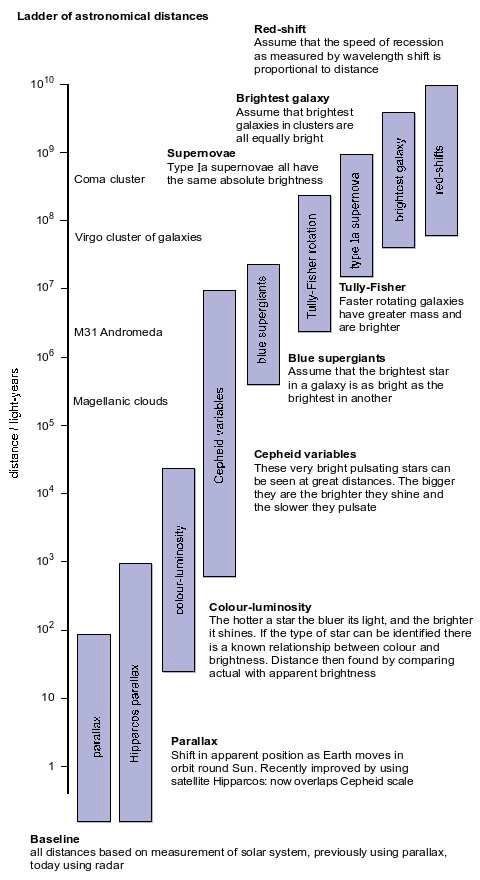 Ladder of astronomical distances
Red-shift
Assume that the speed of recession
as measured by wavelength shift is
proportional to distance
Brightest galaxy
Assume that brightest
galaxies in clusters are
all equally bright
Supernovae
Type Ia supernovae all have
the same absolute brightness
distance / light-years
10^10
10^9
10^8
10^7
10^6
10^5
10^4
10^3
10^2
10
1
Coma cluster
Virgo cluster of galaxies
M31 Andromeda
Magellanic clouds
parallax
Hipparcos parallax
colour-luminosity
Cepheid variables
blue supergiants
Tully-Fisher rotation
type 1a supernova
brightest galaxy
red-shifts
Tully-Fisher
Faster rotating galaxies
have greater mass and
are brighter
Blue supergiants
Assume that the brightest star
in a galaxy is as bright as the
brightest in another
Cepheid variables
These very bright pulsating stars can
be seen at great distances. The bigger
they are the brighter they shine and
the slower they pulsate
Colour-luminosity
The hotter a star the bluer its light, and the brighter
it shines. If the type of star can be identified there
is a known relationship between colour and
brightness. Distance then found by comparing
actual with apparent brightness
Parallax
Shift in apparent position as Earth moves in
orbit round Sun. Recently improved by using
satellite Hipparcos: now overlaps Cepheid scale
Baseline
all distances based on measurement of solar system, previously using parallax,
today using radar